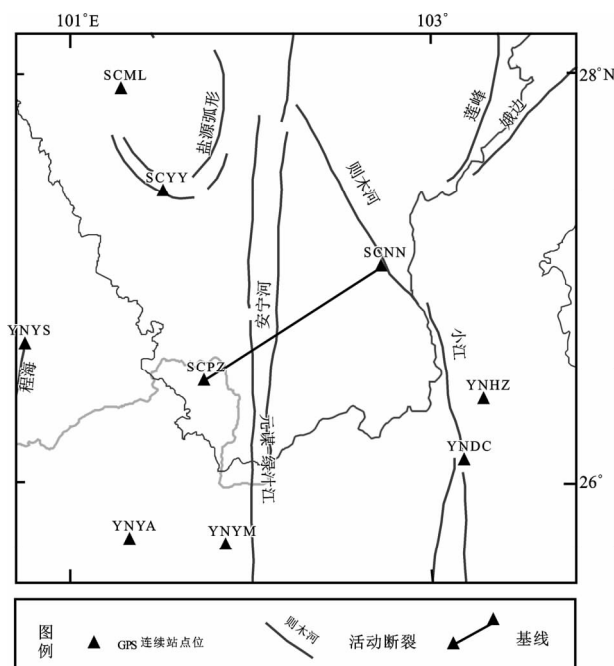 101°E
103°
28°N
SCML
莲峰
娥边
盐源弧形
SCYY
则木河
SCNN
安宁河
YNYS
小江
程海
SCPZ
YNHZ
元谋-绿汁江
YNDC
26°
YNYA
YNYM
图例
GPS 连续站点位
则木河
活动断裂
基线